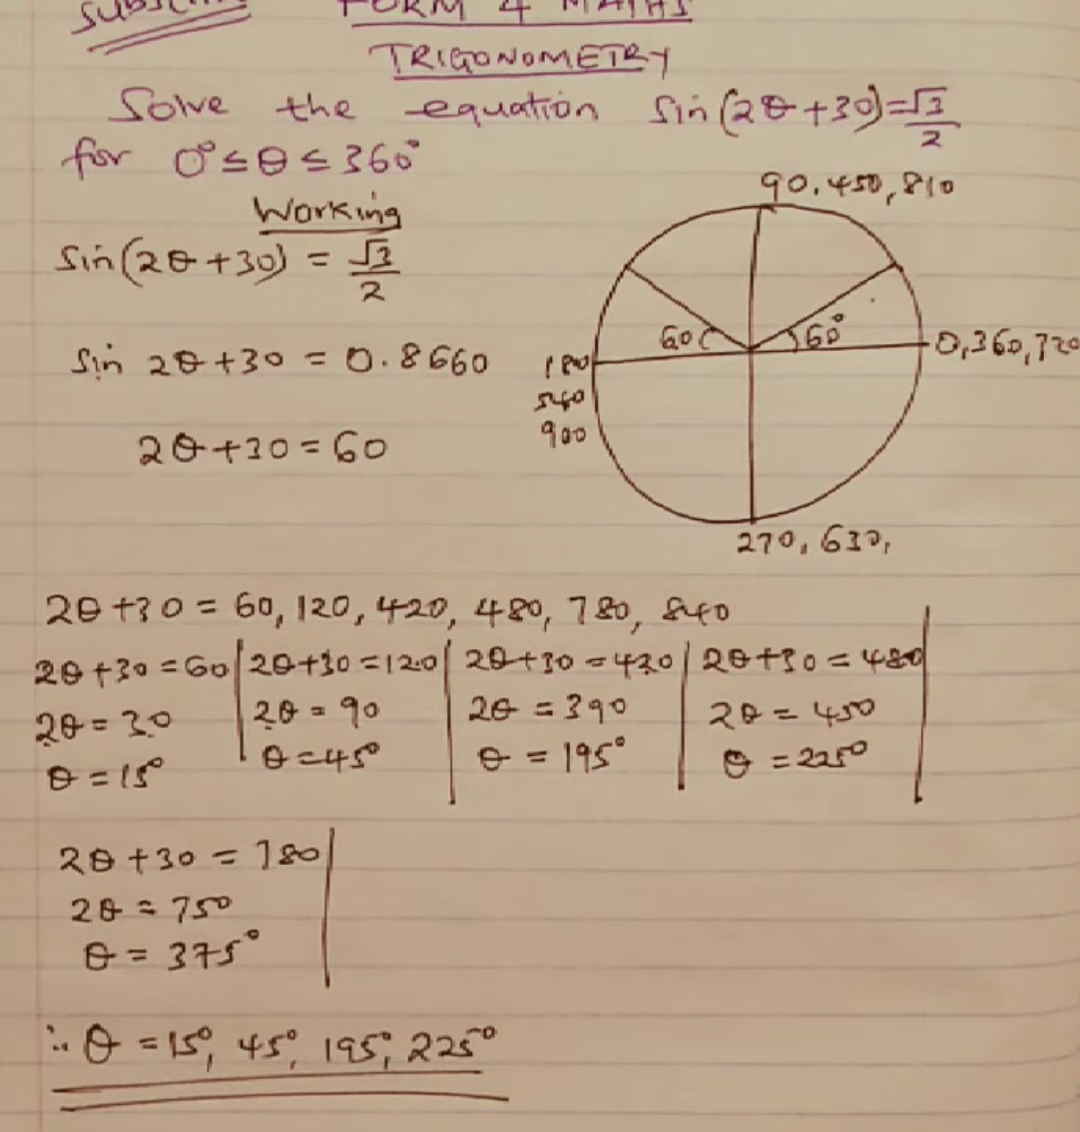 FORM 4 MATHS
TRIGONOMETRY
Solve the equation Sin(2θ+30)=√3/2
for 0°≤θ≤360°
Working
Sin(2θ+30) = √3/2
Sin 2θ+30 = 0.8660
2θ+30=60
90,450,810
60
60°
0,360,720
180
540
900
270, 630,
2θ+30 = 60, 120, 420, 480, 780, 840
2θ+30=60 2θ+30=120 2θ+30=420 2θ+30=480
2θ=30 2θ=90 2θ=390 2θ=450
θ=15° θ=45° θ=195° θ=225°
2θ+30=780
2θ=750
θ=375°
∴ θ=15°, 45°, 195°, 225°